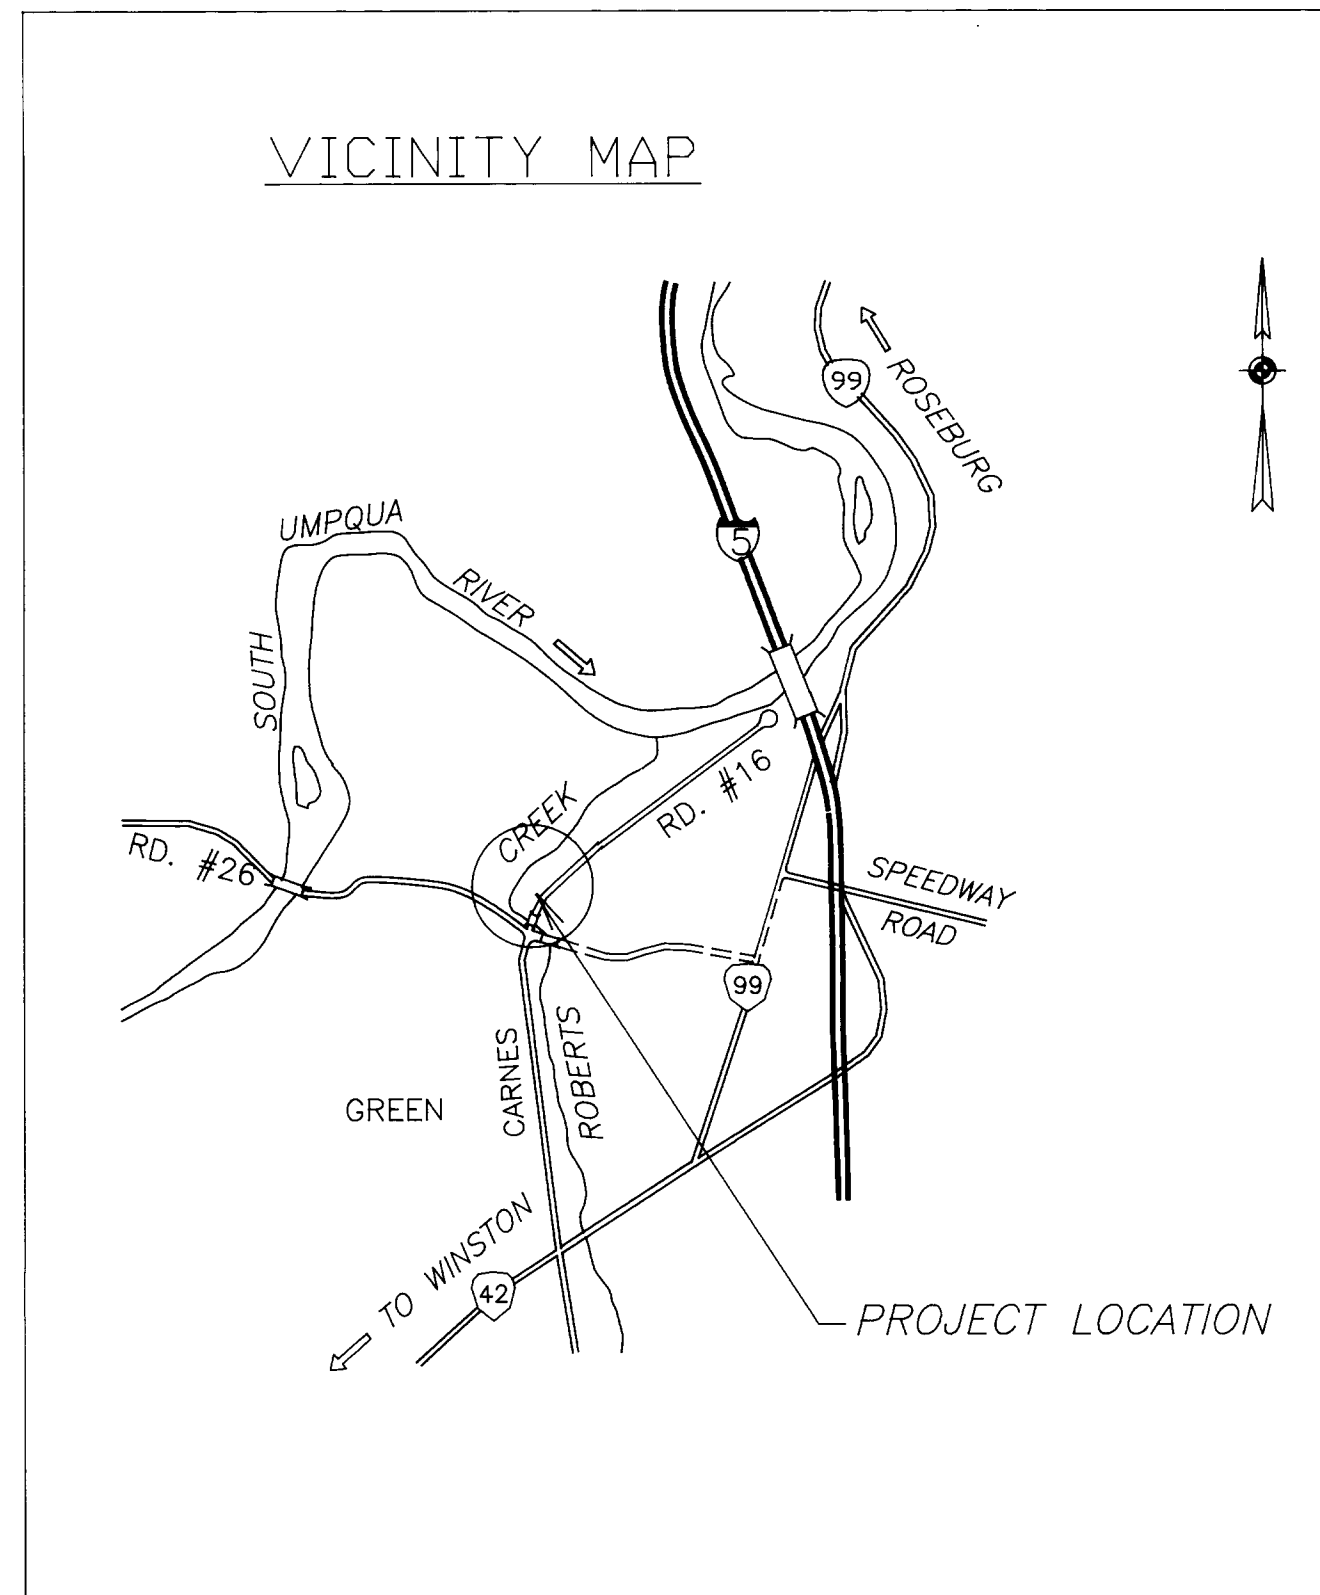 VICINITY MAP
99
ROSEBURG
5
UMPQUA
RIVER
SOUTH
RD. #16
CREEK
RD. #26
SPEEDWAY
ROAD
99
CARNES
ROBERTS
GREEN
TO WINSTON
42
PROJECT LOCATION